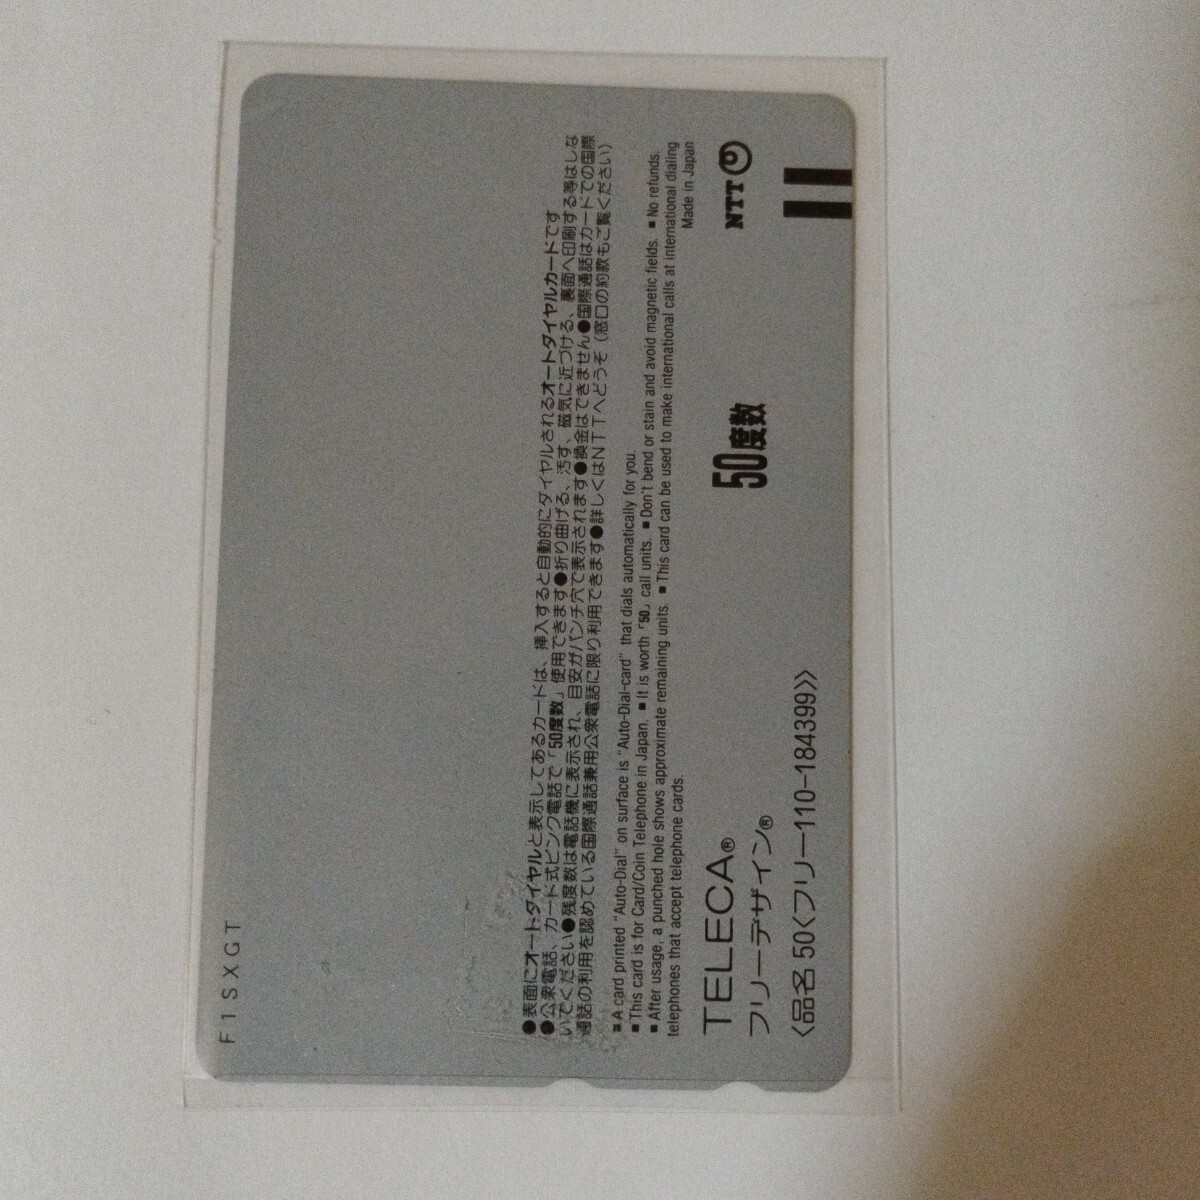 F1SXGT
●表面にオートダイヤルと表示してあるカードは、挿入すると自動的にダイヤルされるオートダイヤルカードです
●公衆電話、カード式ピンク電話で「50度数」使用できます●折り曲げる、汚す、磁気に近づける、裏面へ印刷する等はしな
いでください●残度数は電話機に表示され、目安がパンチ穴で表示されます●換金はできません●国際通話はカードでの国際
通話の利用を認めている国際通話兼用公衆電話に限り利用できます●詳しくはNTTへどうぞ(窓口の約款もご覧ください)
■A card printed "Auto-Dial" on surface is "Auto-Dial-card" that dials automatically for you.
■This card is for Card/Coin Telephone in Japan. ■It is worth「50」call units. ■Don't bend or stain and avoid magnetic fields. ■No refunds.
■After usage, a punched hole shows approximate remaining units. ■This card can be used to make international calls at international dialing
telephones that accept telephone cards. Made in Japan
TELECA® 50度数 NTT
フリーデザイン®
〈品名 50〈フリー110-184399〉〉